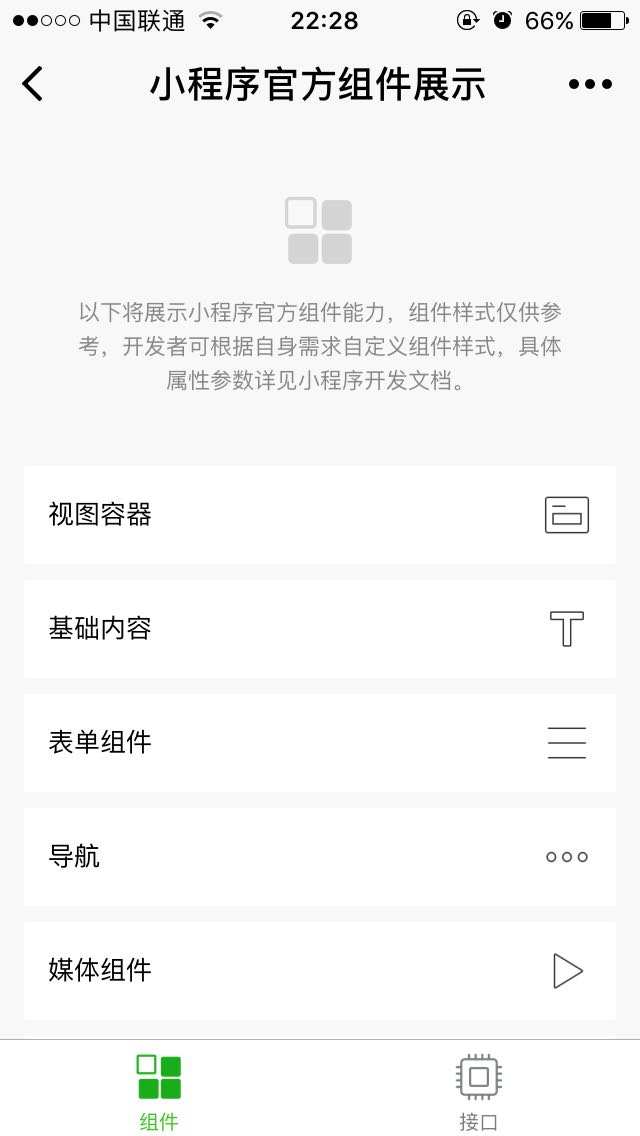 中国联通 22:28 66%
小程序官方组件展示
以下将展示小程序官方组件能力，组件样式仅供参
考，开发者可根据自身需求自定义组件样式，具体
属性参数详见小程序开发文档。
视图容器
基础内容
表单组件
导航
媒体组件
组件 接口